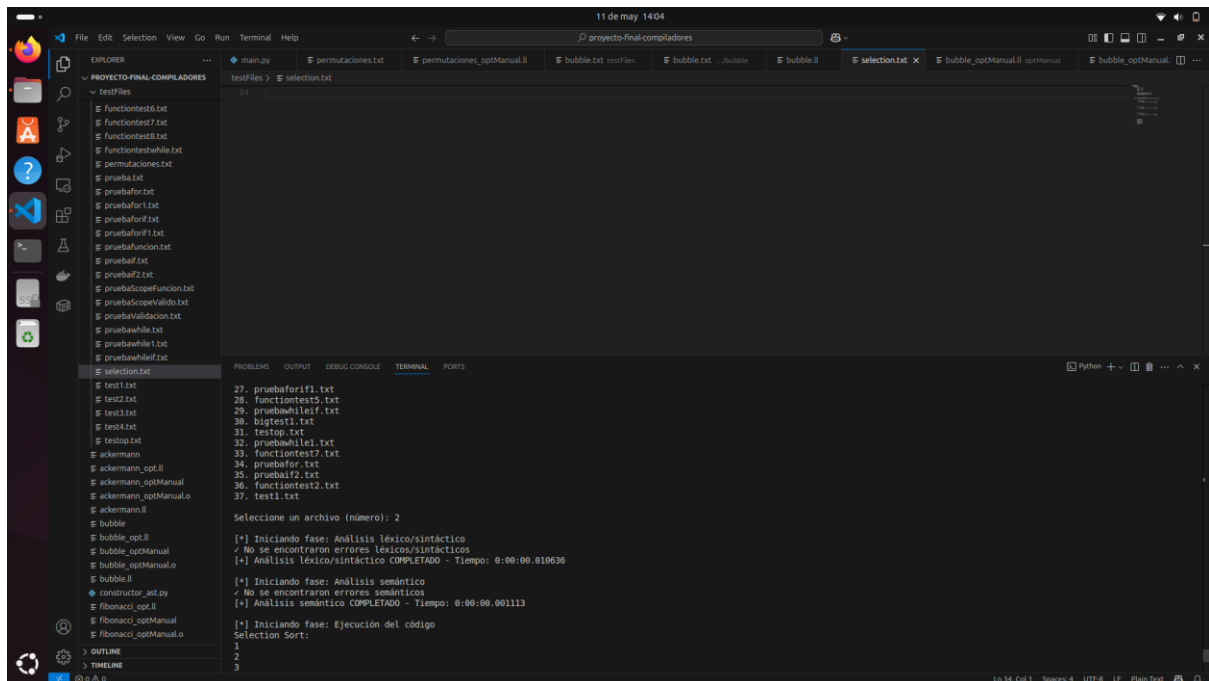 11 de may 14:04
File Edit Selection View Go Run Terminal Help
proyecto-final-compiladores
EXPLORER
main.py
permutaciones.txt
permutaciones_optManual.ll
bubble.txt testFiles
bubble.txt .../bubble
bubble.ll
selection.txt
bubble_optManual.ll optManual
bubble_optManual.
PROYECTO-FINAL-COMPILADORES
testFiles > selection.txt
testFiles
34
functiontest6.txt
functiontest7.txt
functiontest8.txt
functiontestwhile.txt
permutaciones.txt
prueba.txt
pruebafor.txt
pruebafor1.txt
pruebaforif.txt
pruebaforif1.txt
pruebafuncion.txt
pruebaif.txt
pruebaif2.txt
pruebaScopeFuncion.txt
pruebaScopeValido.txt
pruebaValidacion.txt
pruebawhile.txt
pruebawhile1.txt
pruebawhileif.txt
selection.txt
test1.txt
test2.txt
test3.txt
test4.txt
testop.txt
ackermann
ackermann_opt.ll
ackermann_optManual
ackermann_optManual.o
ackermann.ll
bubble
bubble_opt.ll
bubble_optManual
bubble_optManual.o
bubble.ll
constructor_ast.py
fibonacci_opt.ll
fibonacci_optManual
fibonacci_optManual.o
OUTLINE
TIMELINE
PROBLEMS OUTPUT DEBUG CONSOLE TERMINAL PORTS
Python
27. pruebaforif1.txt
28. functiontest5.txt
29. pruebawhileif.txt
30. bigtest1.txt
31. testop.txt
32. pruebawhile1.txt
33. functiontest7.txt
34. pruebafor.txt
35. pruebaif2.txt
36. functiontest2.txt
37. test1.txt
Seleccione un archivo (número): 2
[*] Iniciando fase: Análisis léxico/sintáctico
✓ No se encontraron errores léxicos/sintácticos
[+] Análisis léxico/sintáctico COMPLETADO - Tiempo: 0:00:00.010636
[*] Iniciando fase: Análisis semántico
✓ No se encontraron errores semánticos
[+] Análisis semántico COMPLETADO - Tiempo: 0:00:00.001113
[*] Iniciando fase: Ejecución del código
Selection Sort:
1
2
3
Ln 34, Col 1 Spaces: 4 UTF-8 LF Plain Text